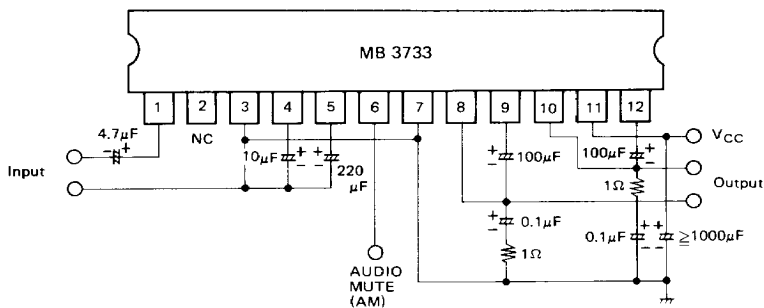 MB 3733
1 2 3 4 5 6 7 8 9 10 11 12
NC
4.7μF
- +
Input
10μF
+
-
+
-
220
μF
AUDIO
MUTE
(AM)
+
-
100μF
+
-
0.1μF
1Ω
100μF
+
-
1Ω
0.1μF
+
-
+
-
≧1000μF
VCC
Output